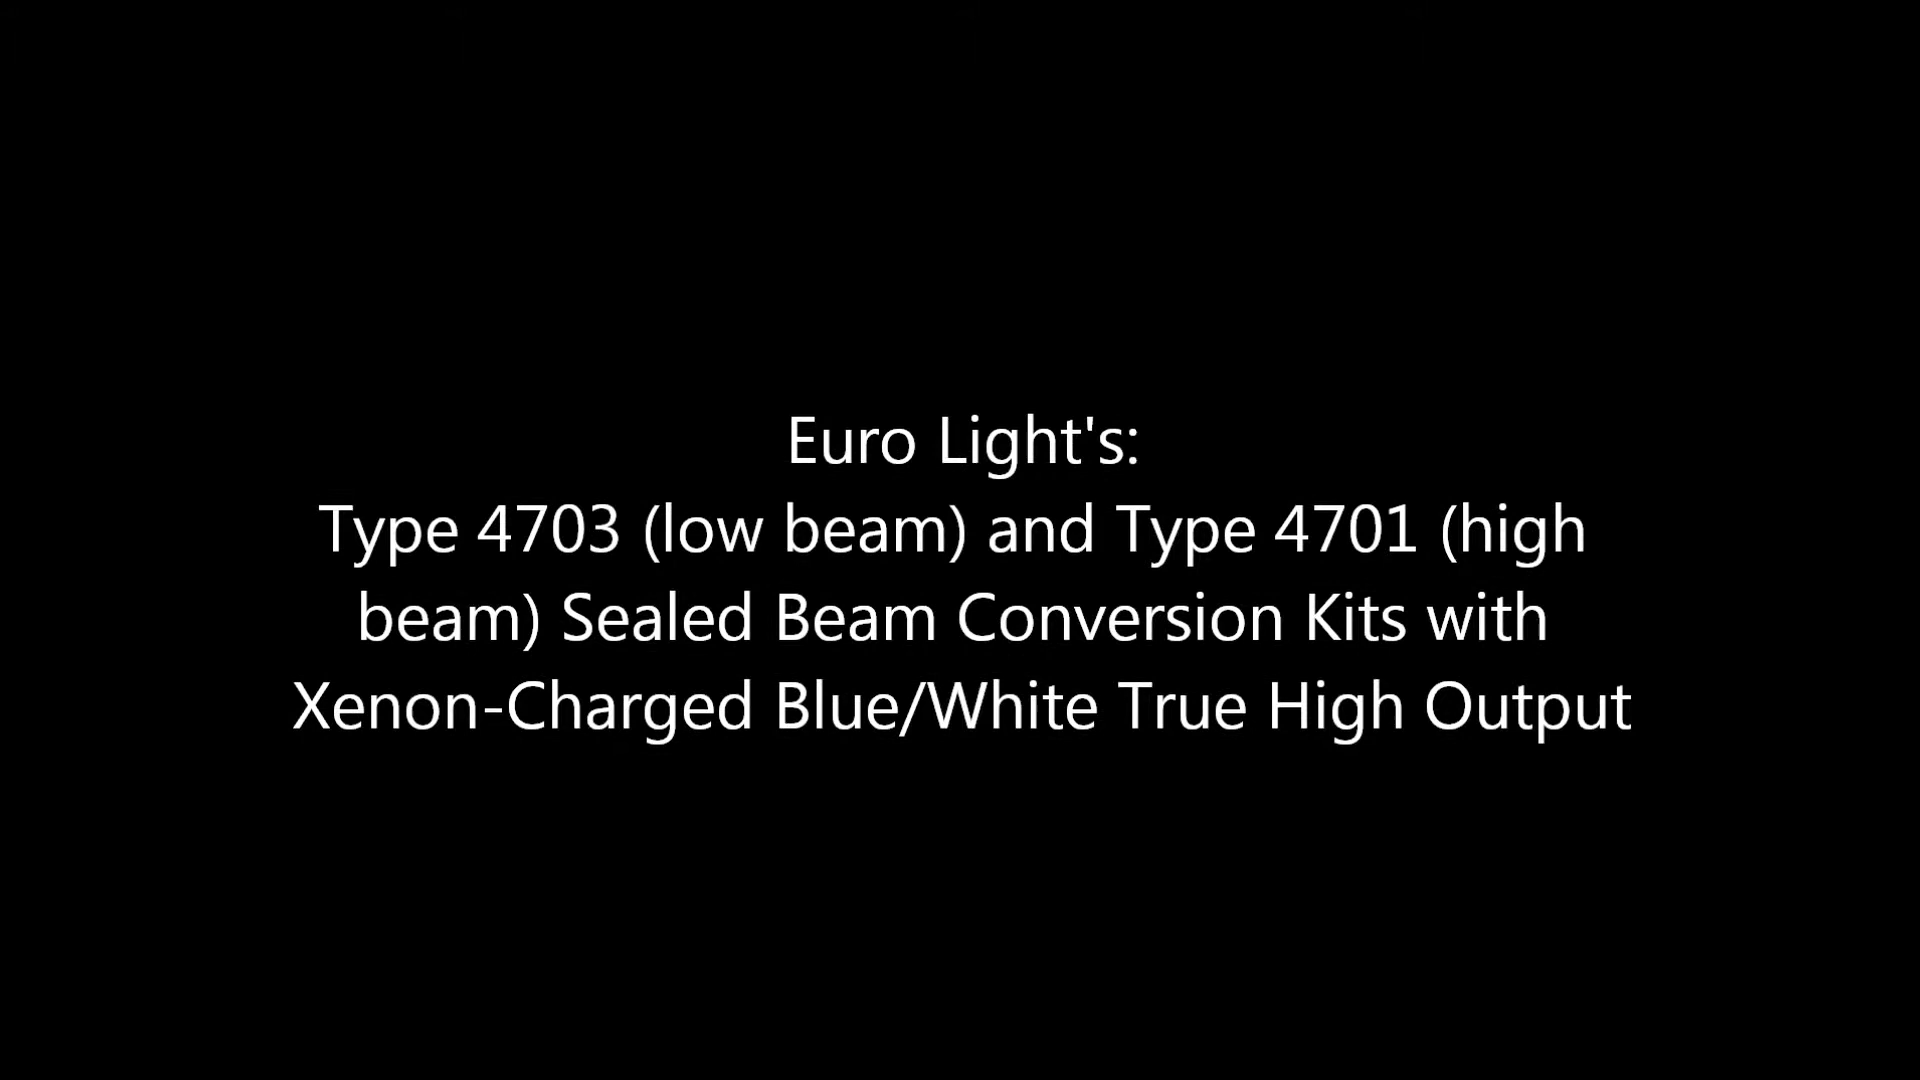 Euro Light's:
Type 4703 (low beam) and Type 4701 (high
beam) Sealed Beam Conversion Kits with
Xenon-Charged Blue/White True High Output